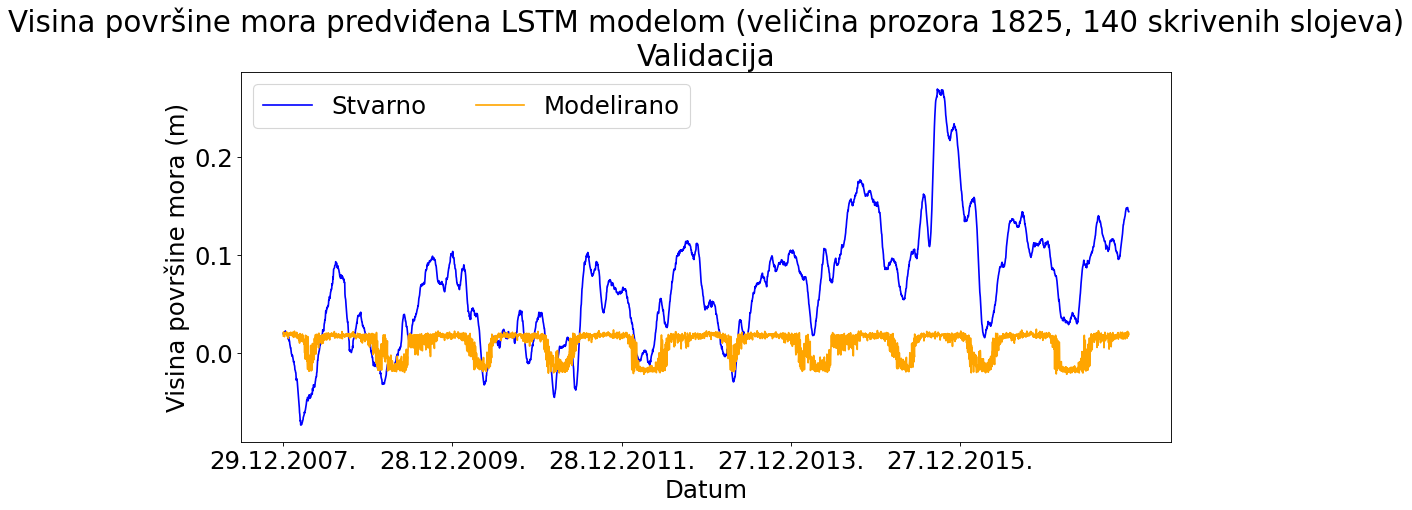 Visina površine mora predviđena LSTM modelom (veličina prozora 1825, 140 skrivenih slojeva)
Validacija
Stvarno
Modelirano
Visina površine mora (m)
0.2
0.1
0.0
29.12.2007.
28.12.2009.
28.12.2011.
27.12.2013.
27.12.2015.
Datum